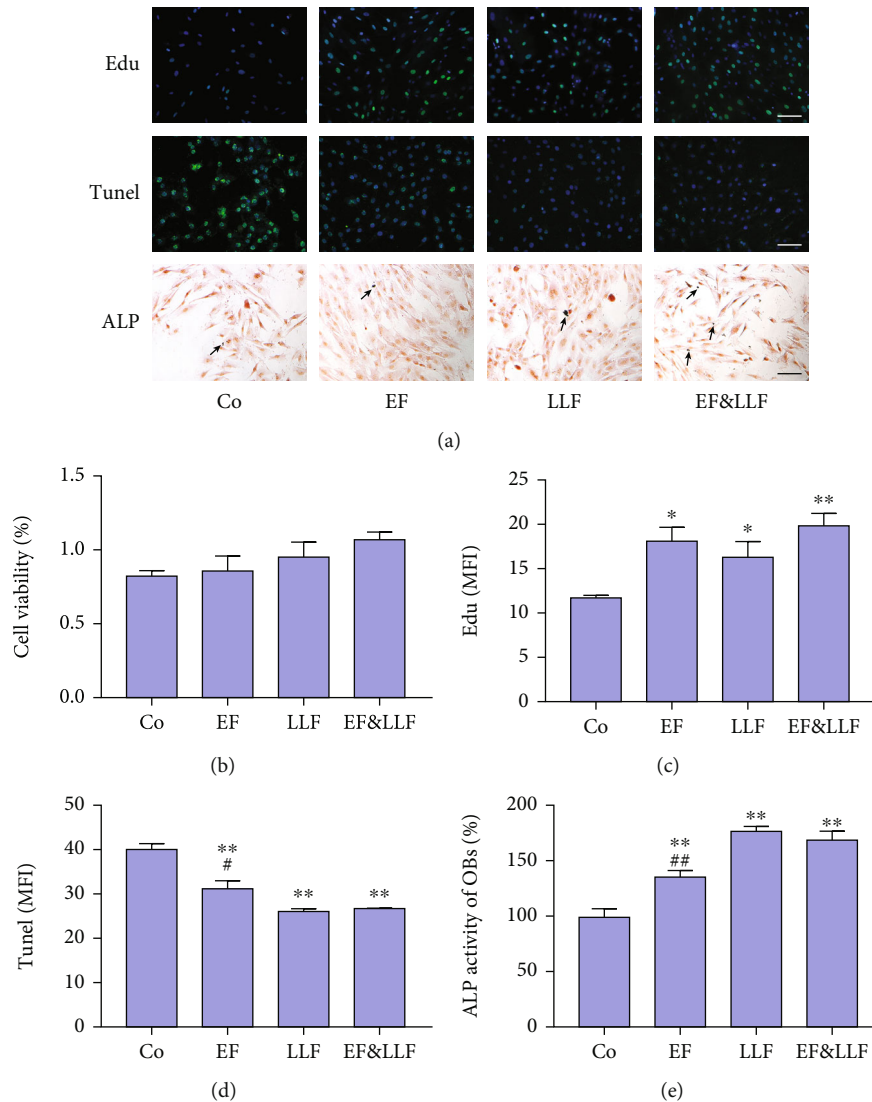 Edu
Tunel
ALP
Co EF LLF EF&LLF
(a)
Cell viability (%)
1.5
1.0
0.5
0.0
Co EF LLF EF&LLF
(b)
Edu (MFI)
25
20
15
10
5
0
* * **
Co EF LLF EF&LLF
(c)
Tunel (MFI)
50
40
30
20
10
0
** ** **
#
Co EF LLF EF&LLF
(d)
ALP activity of OBs (%)
200
150
100
50
0
** ** **
##
Co EF LLF EF&LLF
(e)